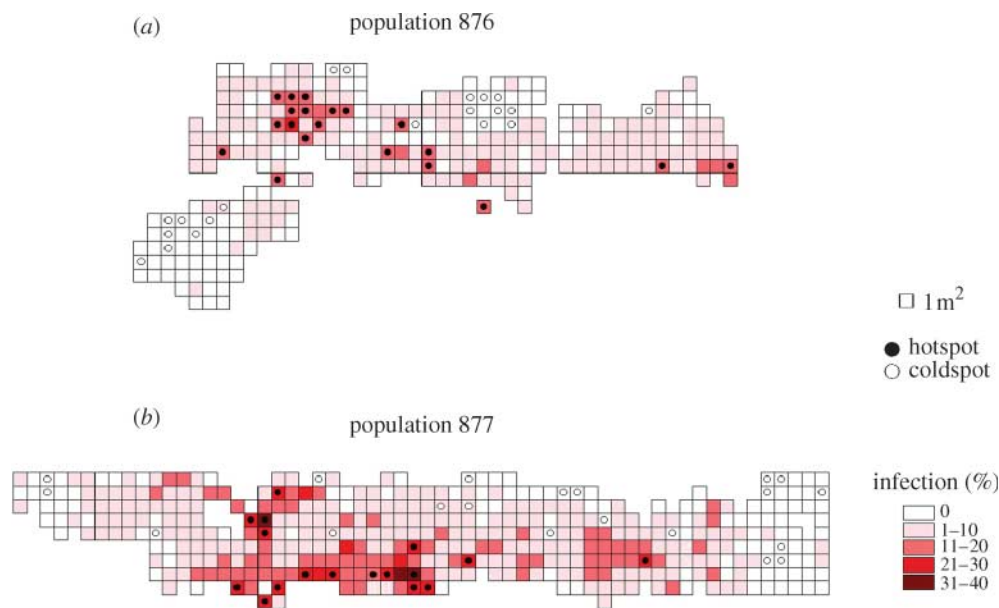 (a)
population 876
1 m²
hotspot
coldspot
(b)
population 877
infection (%)
0
1–10
11–20
21–30
31–40